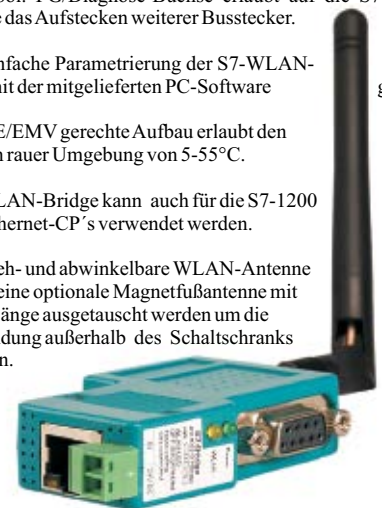 PG/Diagnose-Buchse erlaubt auf die S7
das Aufstecken weiterer Busstecker.
nfache Parametrierung der S7-WLAN-
nit der mitgelieferten PC-Software
g
E/EMV gerechte Aufbau erlaubt den
n rauer Umgebung von 5-55°C.
LAN-Bridge kann auch für die S7-1200
hernet-CP´s verwendet werden.
eh- und abwinkelbare WLAN-Antenne
eine optionale Magnetfußantenne mit
änge ausgetauscht werden um die
ndung außerhalb des Schaltschranks
n.